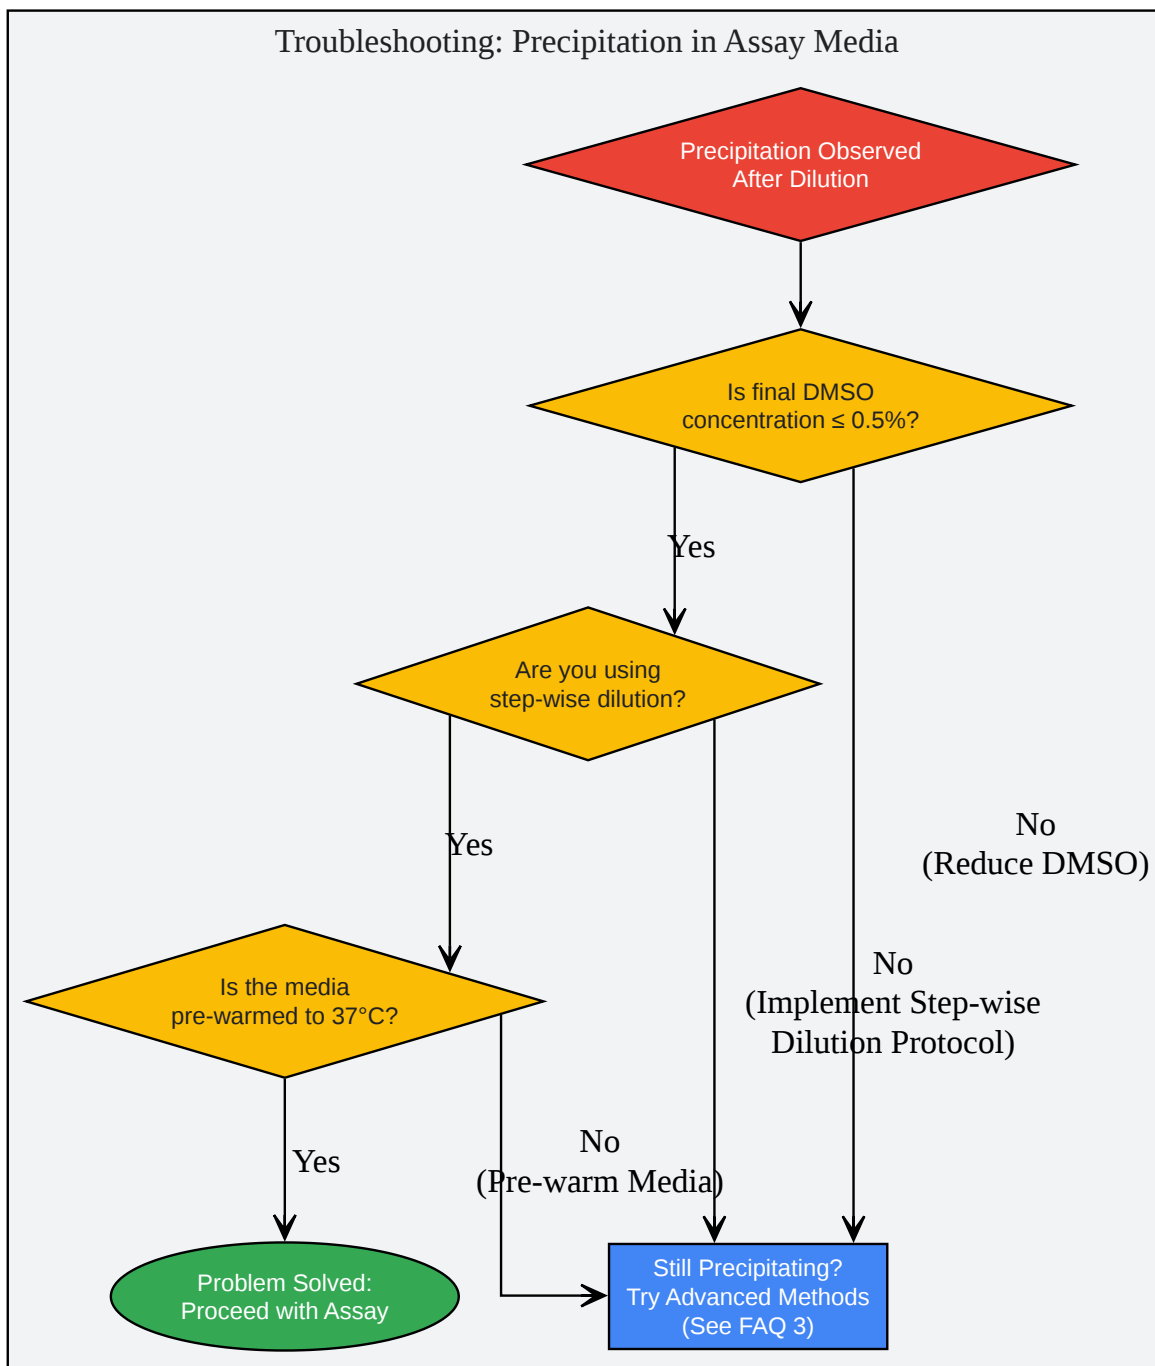 Troubleshooting: Precipitation in Assay Media
Precipitation Observed
After Dilution
Is final DMSO
concentration ≤ 0.5%?
Yes
Are you using
step-wise dilution?
No
(Reduce DMSO)
Yes
No
(Implement Step-wise
Dilution Protocol)
Is the media
pre-warmed to 37°C?
No
(Pre-warm Media)
Yes
Problem Solved:
Proceed with Assay
Still Precipitating?
Try Advanced Methods
(See FAQ 3)